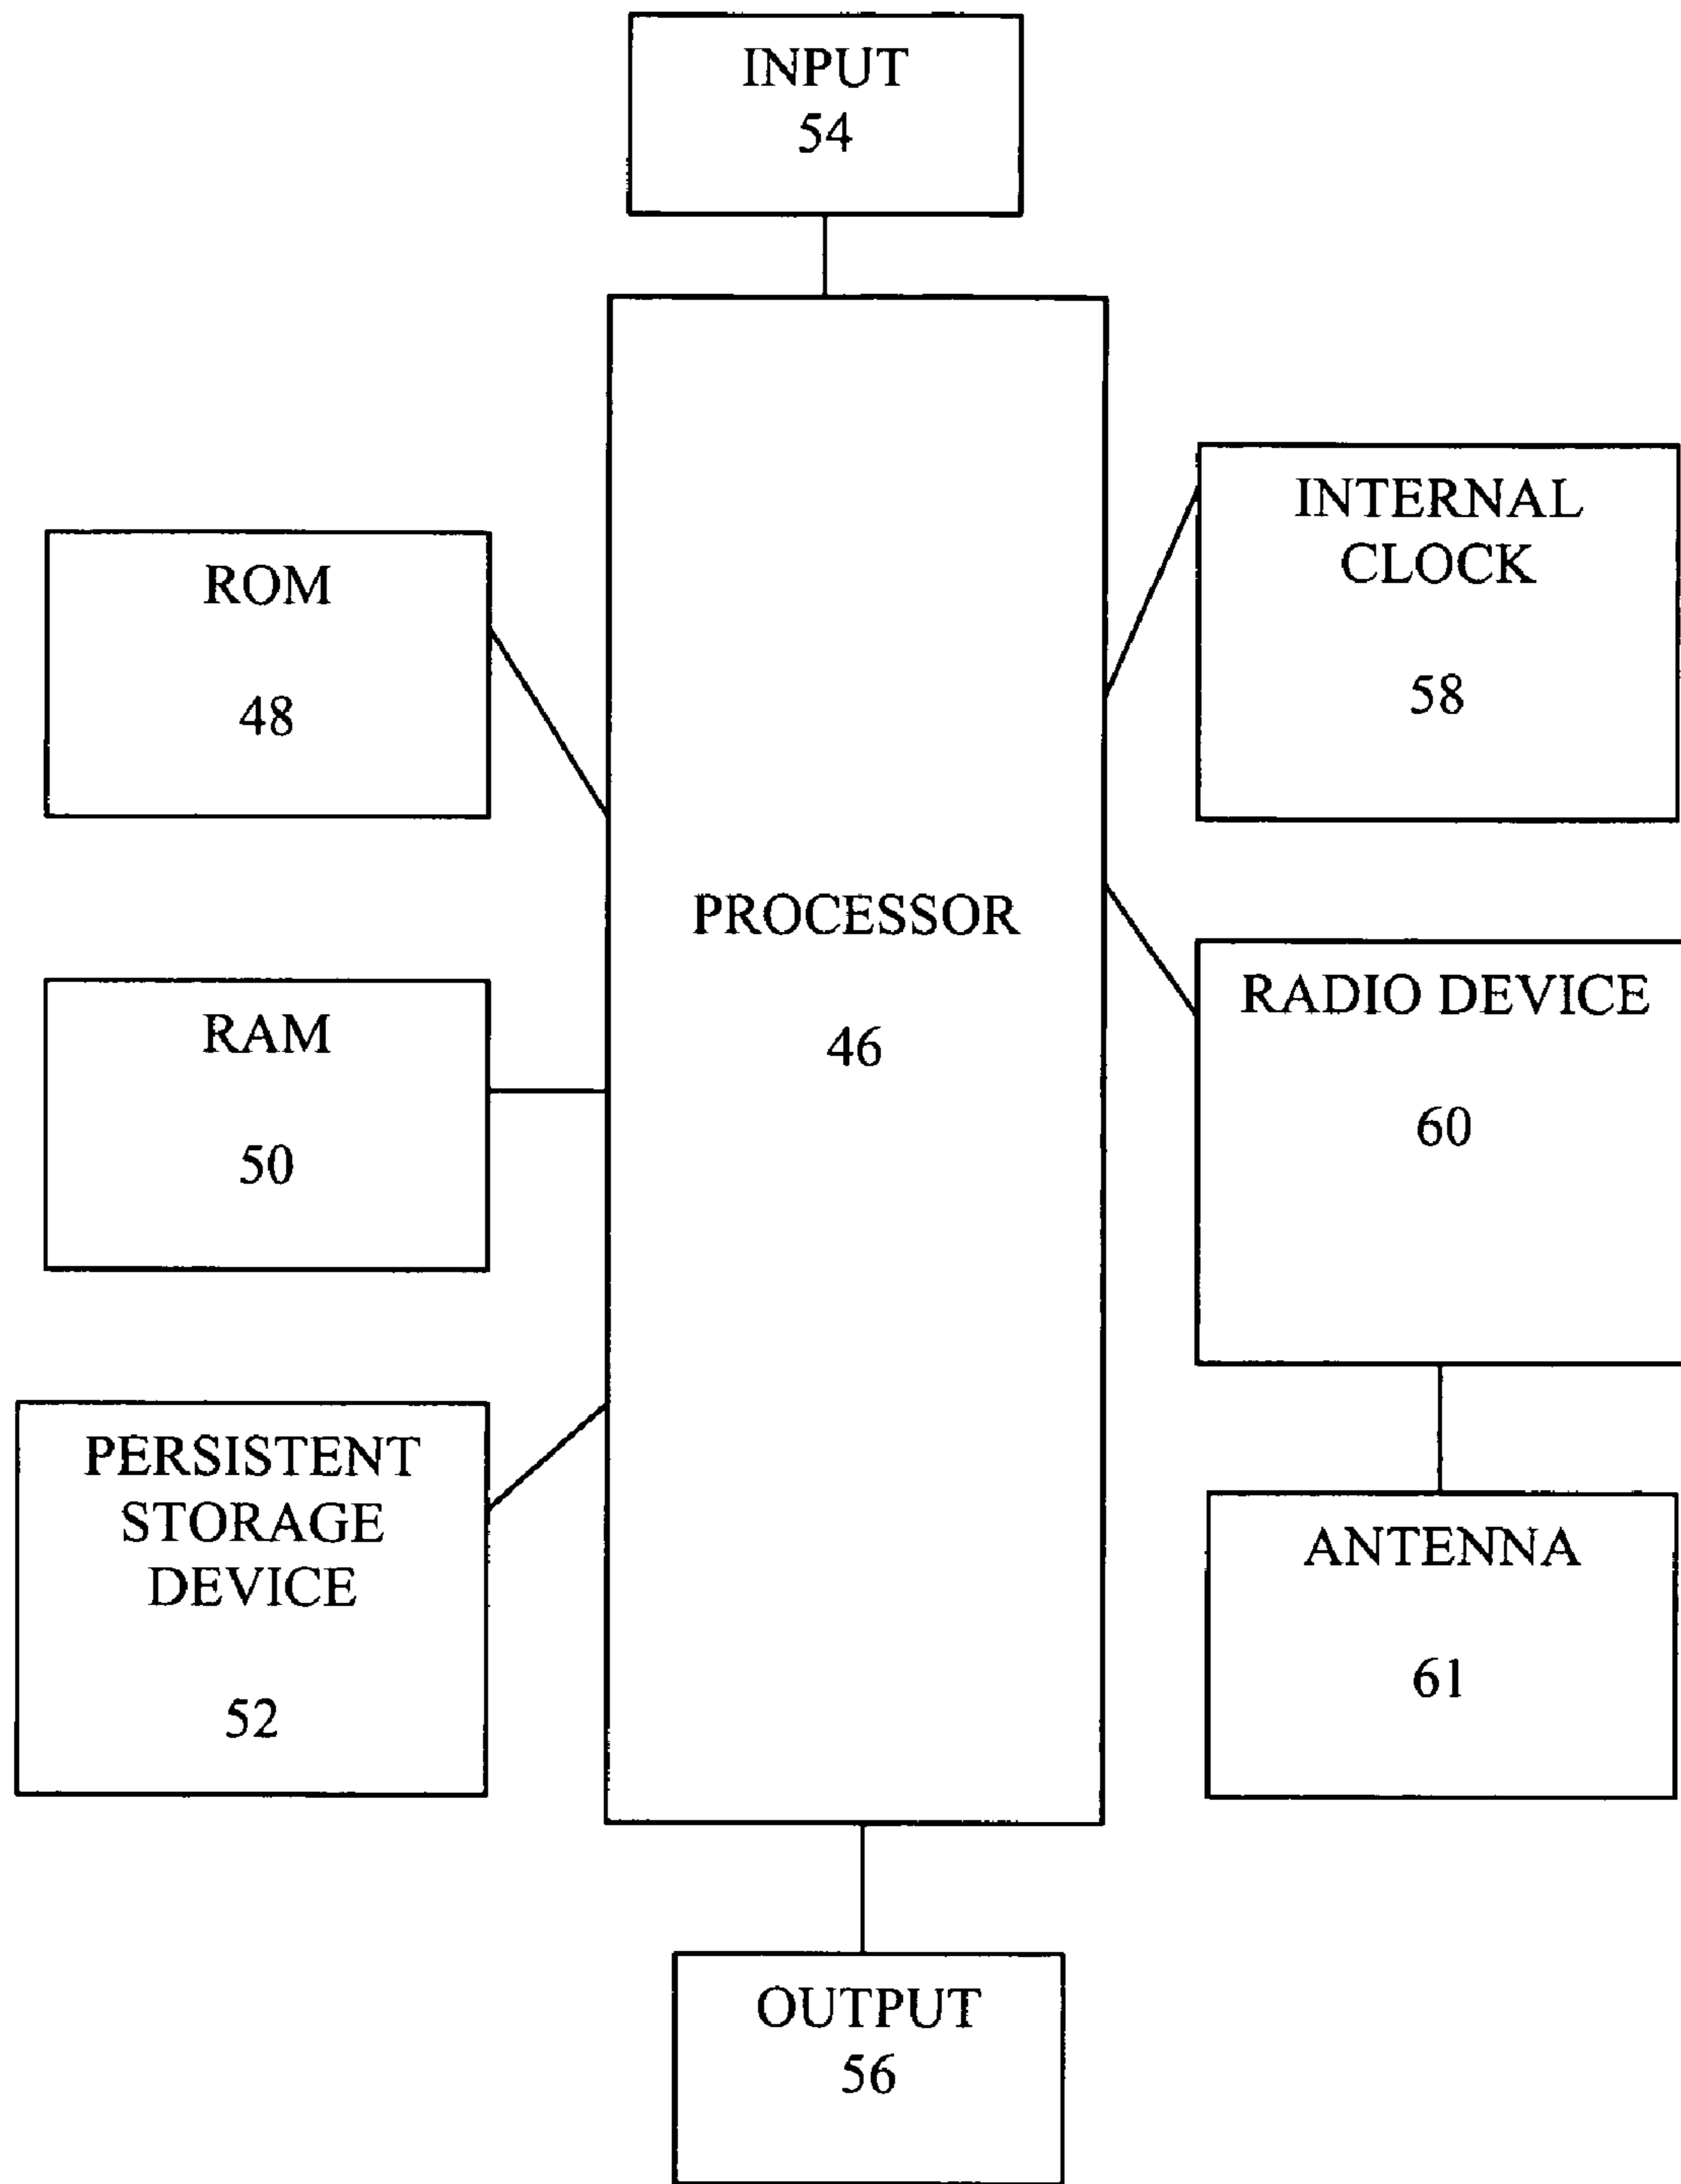 INPUT
54
ROM
48
RAM
50
PERSISTENT
STORAGE
DEVICE
52
PROCESSOR
46
INTERNAL
CLOCK
58
RADIO DEVICE
60
ANTENNA
61
OUTPUT
56